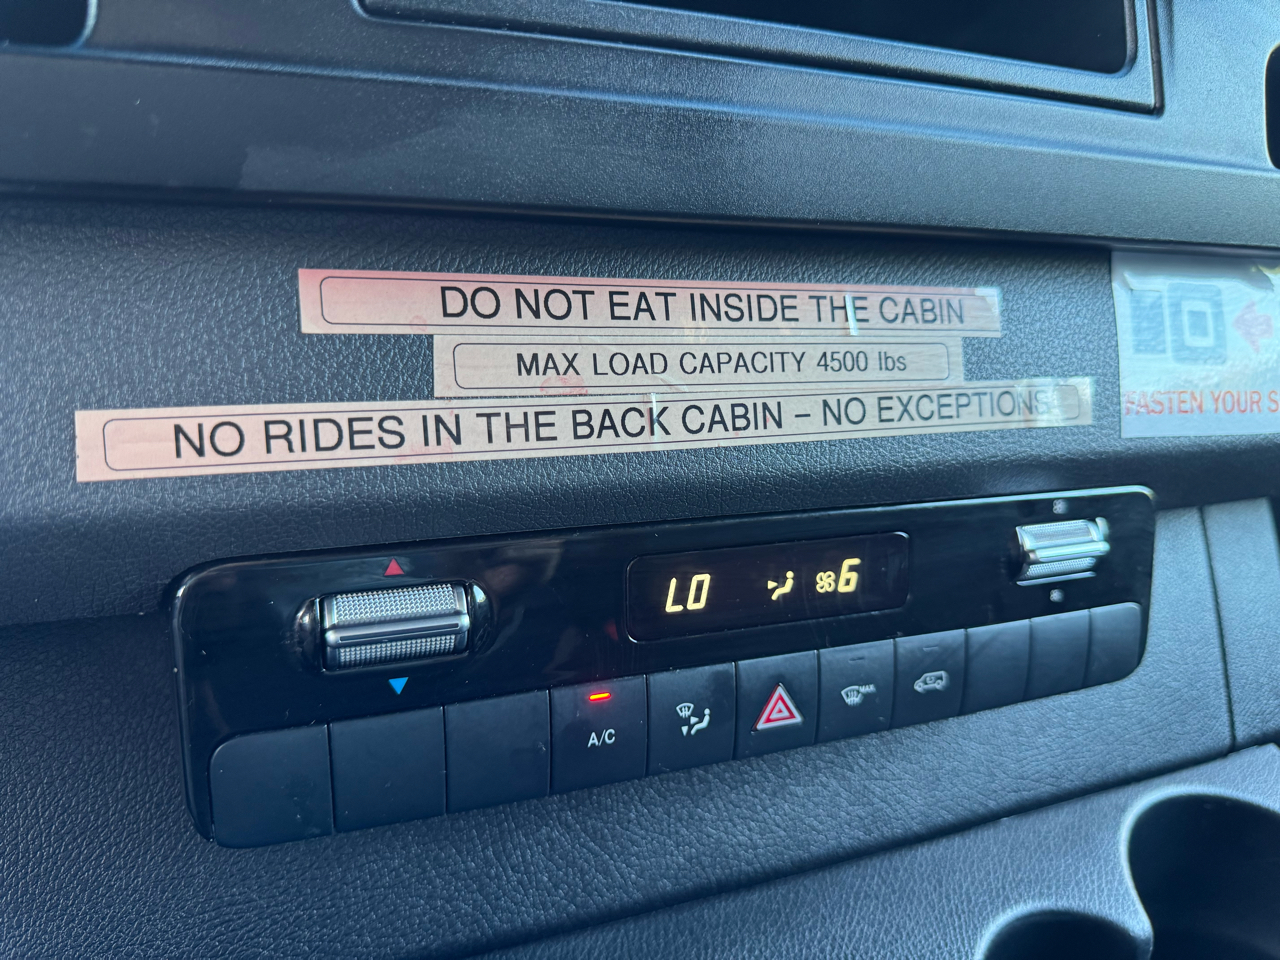 DO NOT EAT INSIDE THE CABIN
MAX LOAD CAPACITY 4500 lbs
NO RIDES IN THE BACK CABIN – NO EXCEPTIONS
FASTEN YOUR
LO 6
A/C
MAX